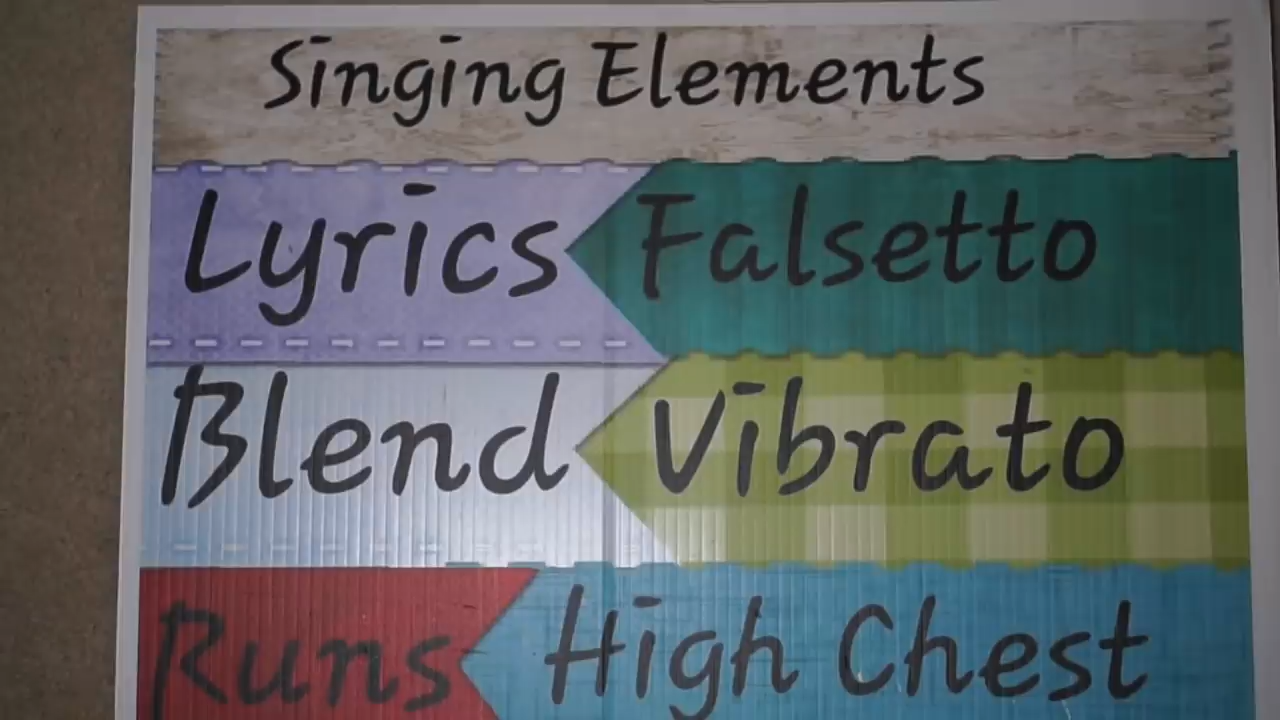 Singing Elements
Lyrics Falsetto
Blend Vibrato
Runs High Chest